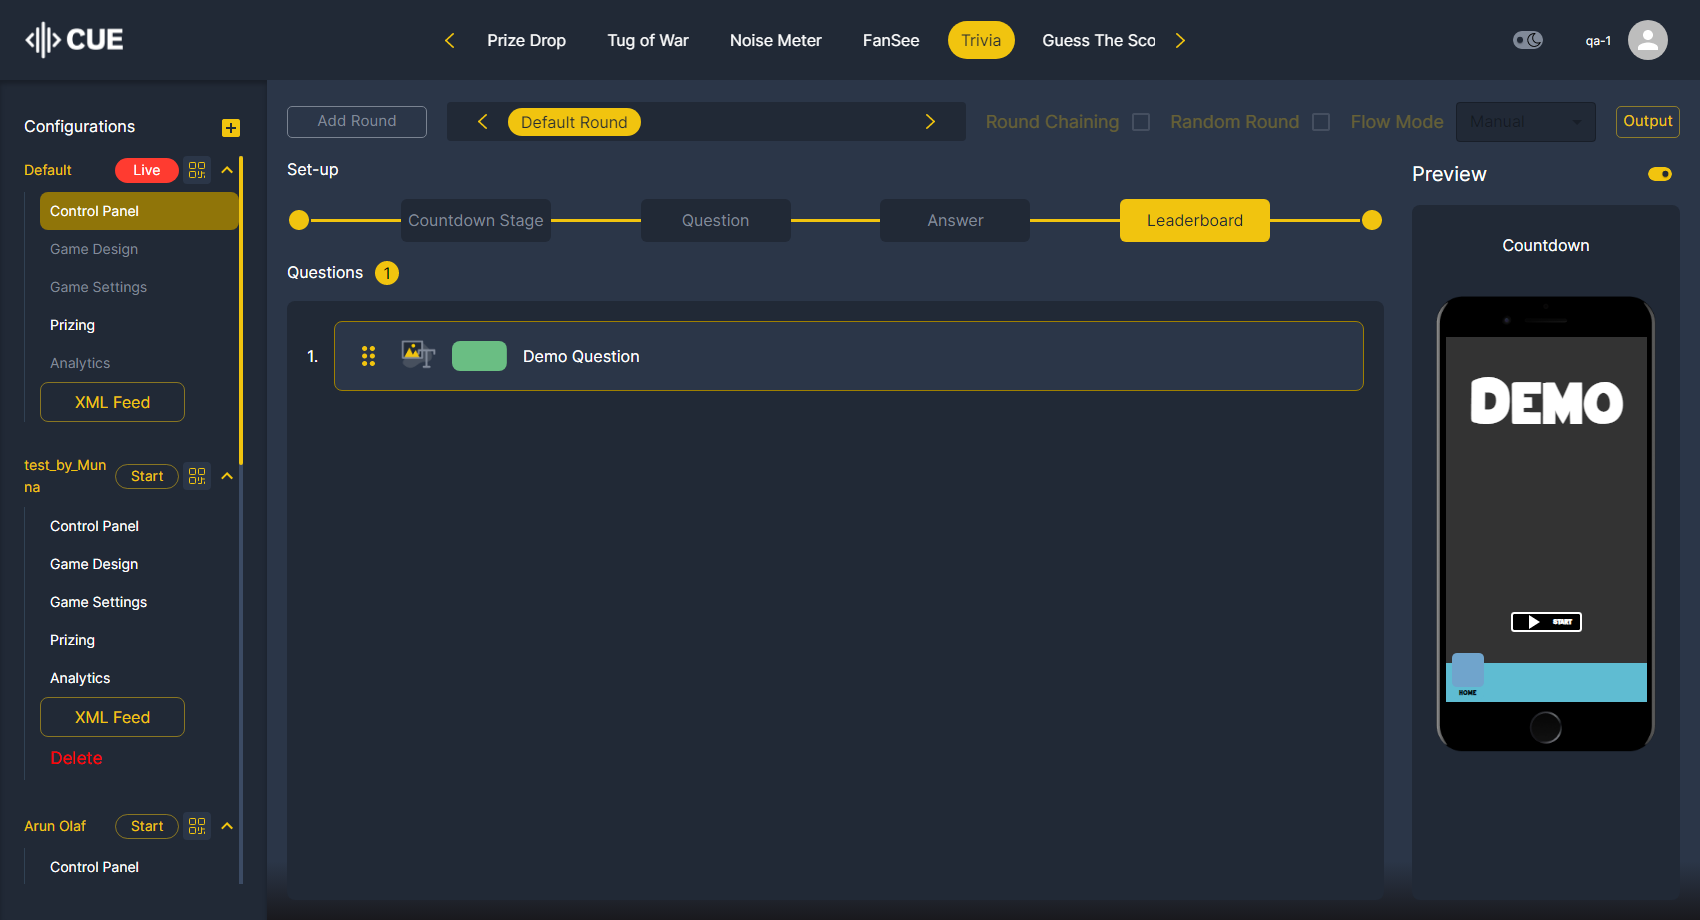 CUE
Prize Drop
Tug of War
Noise Meter
FanSee
Trivia
Guess The Sco
qa-1
Configurations
Default
Live
Control Panel
Game Design
Game Settings
Prizing
Analytics
XML Feed
test_by_Mun
na
Start
Control Panel
Game Design
Game Settings
Prizing
Analytics
XML Feed
Delete
Arun Olaf
Start
Control Panel
Add Round
Default Round
Round Chaining
Random Round
Flow Mode
Manual
Output
Set-up
Countdown Stage
Question
Answer
Leaderboard
Questions 1
1.
Demo Question
Preview
Countdown
DEMO
START
HOME